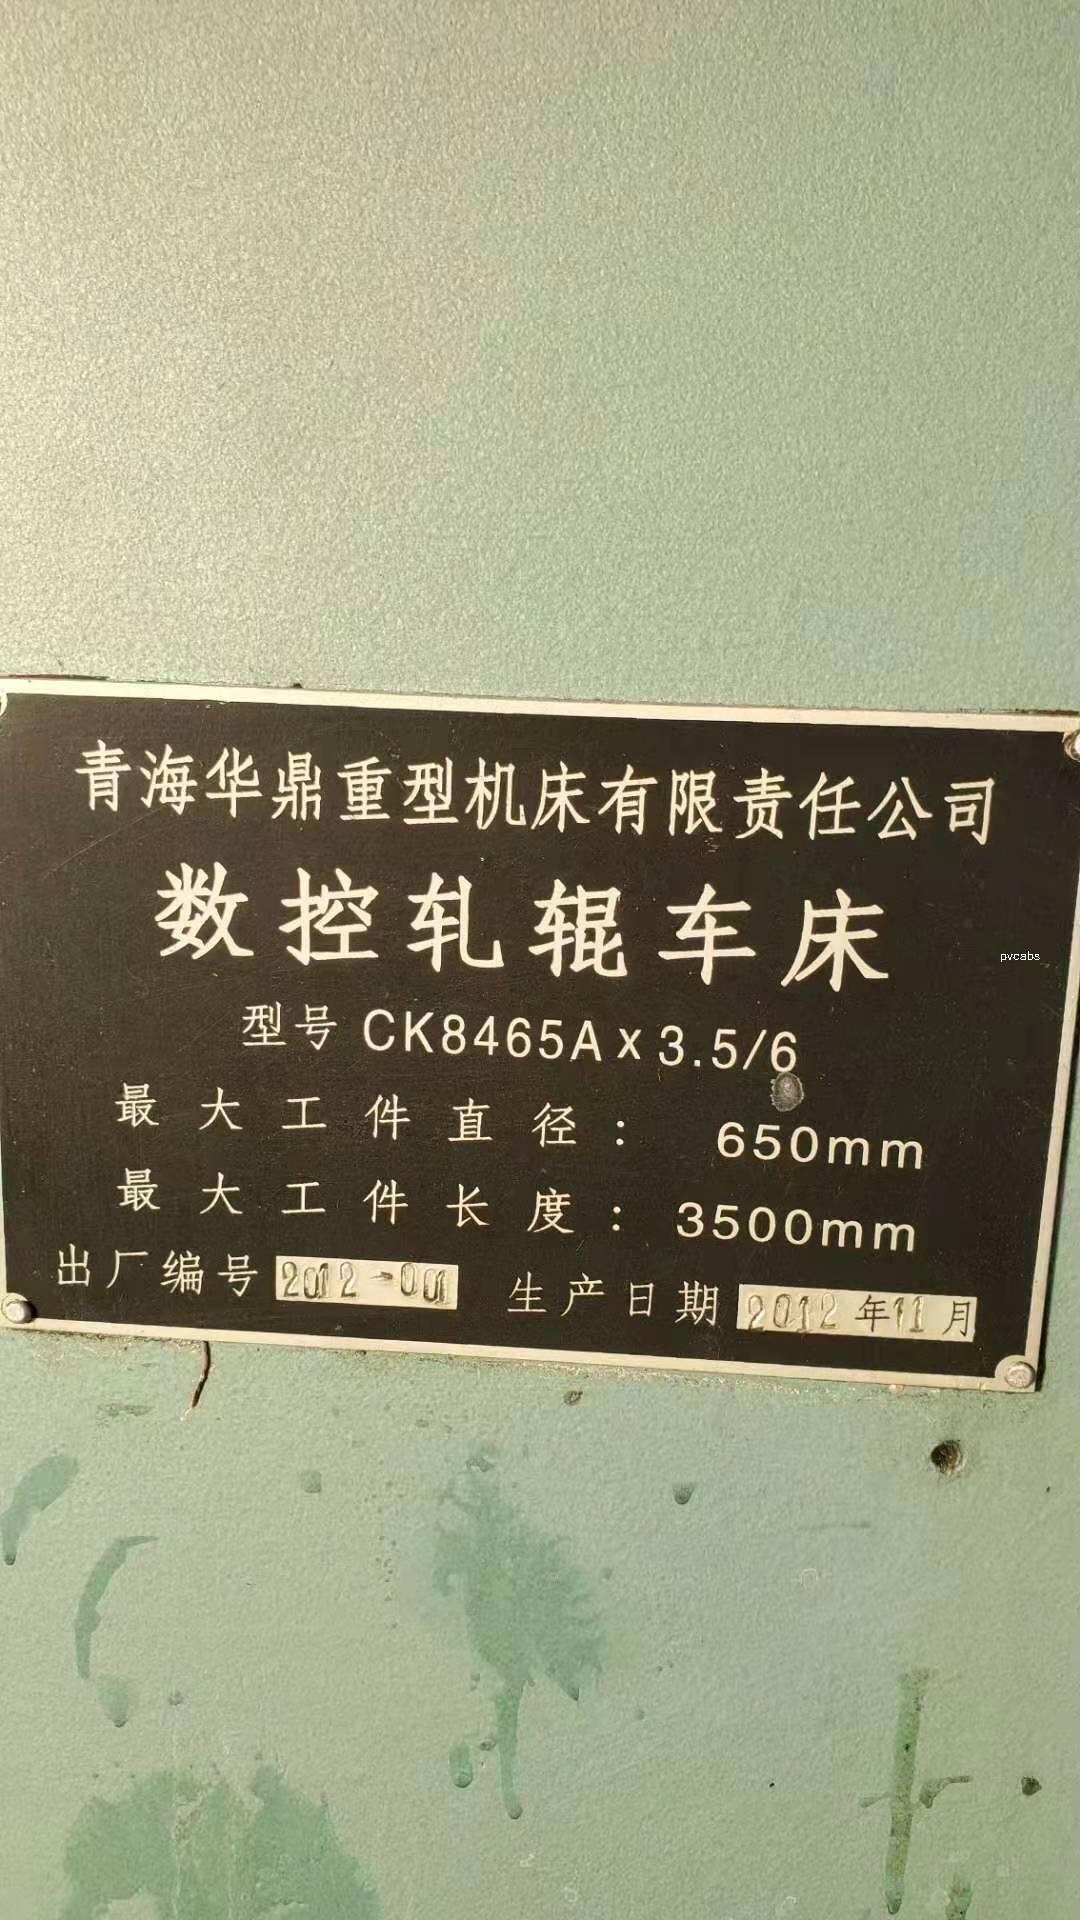 青海华鼎重型机床有限责任公司
数控轧辊车床
pvcabs
型号 CK8465A x 3.5/6
最大工件直径: 650mm
最大工件长度: 3500mm
出厂编号 2012-001 生产日期 2012年11月